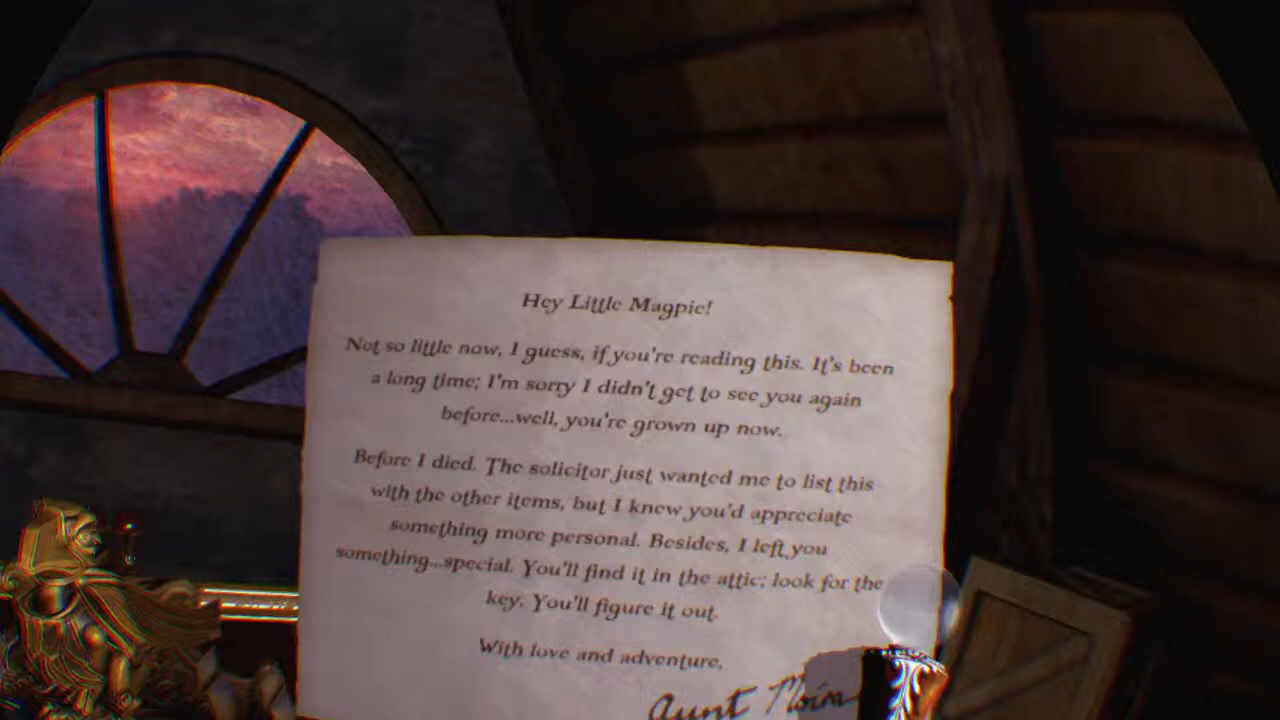 Hey Little Magpie!
Not so little now, I guess, if you're reading this. It's been
a long time; I'm sorry I didn't get to see you again
before...well, you're grown up now.
Before I died. The solicitor just wanted me to list this
with the other items, but I knew you'd appreciate
something more personal. Besides, I left you
something...special. You'll find it in the attic; look for the
key. You'll figure it out.
With love and adventure,
Aunt Moira